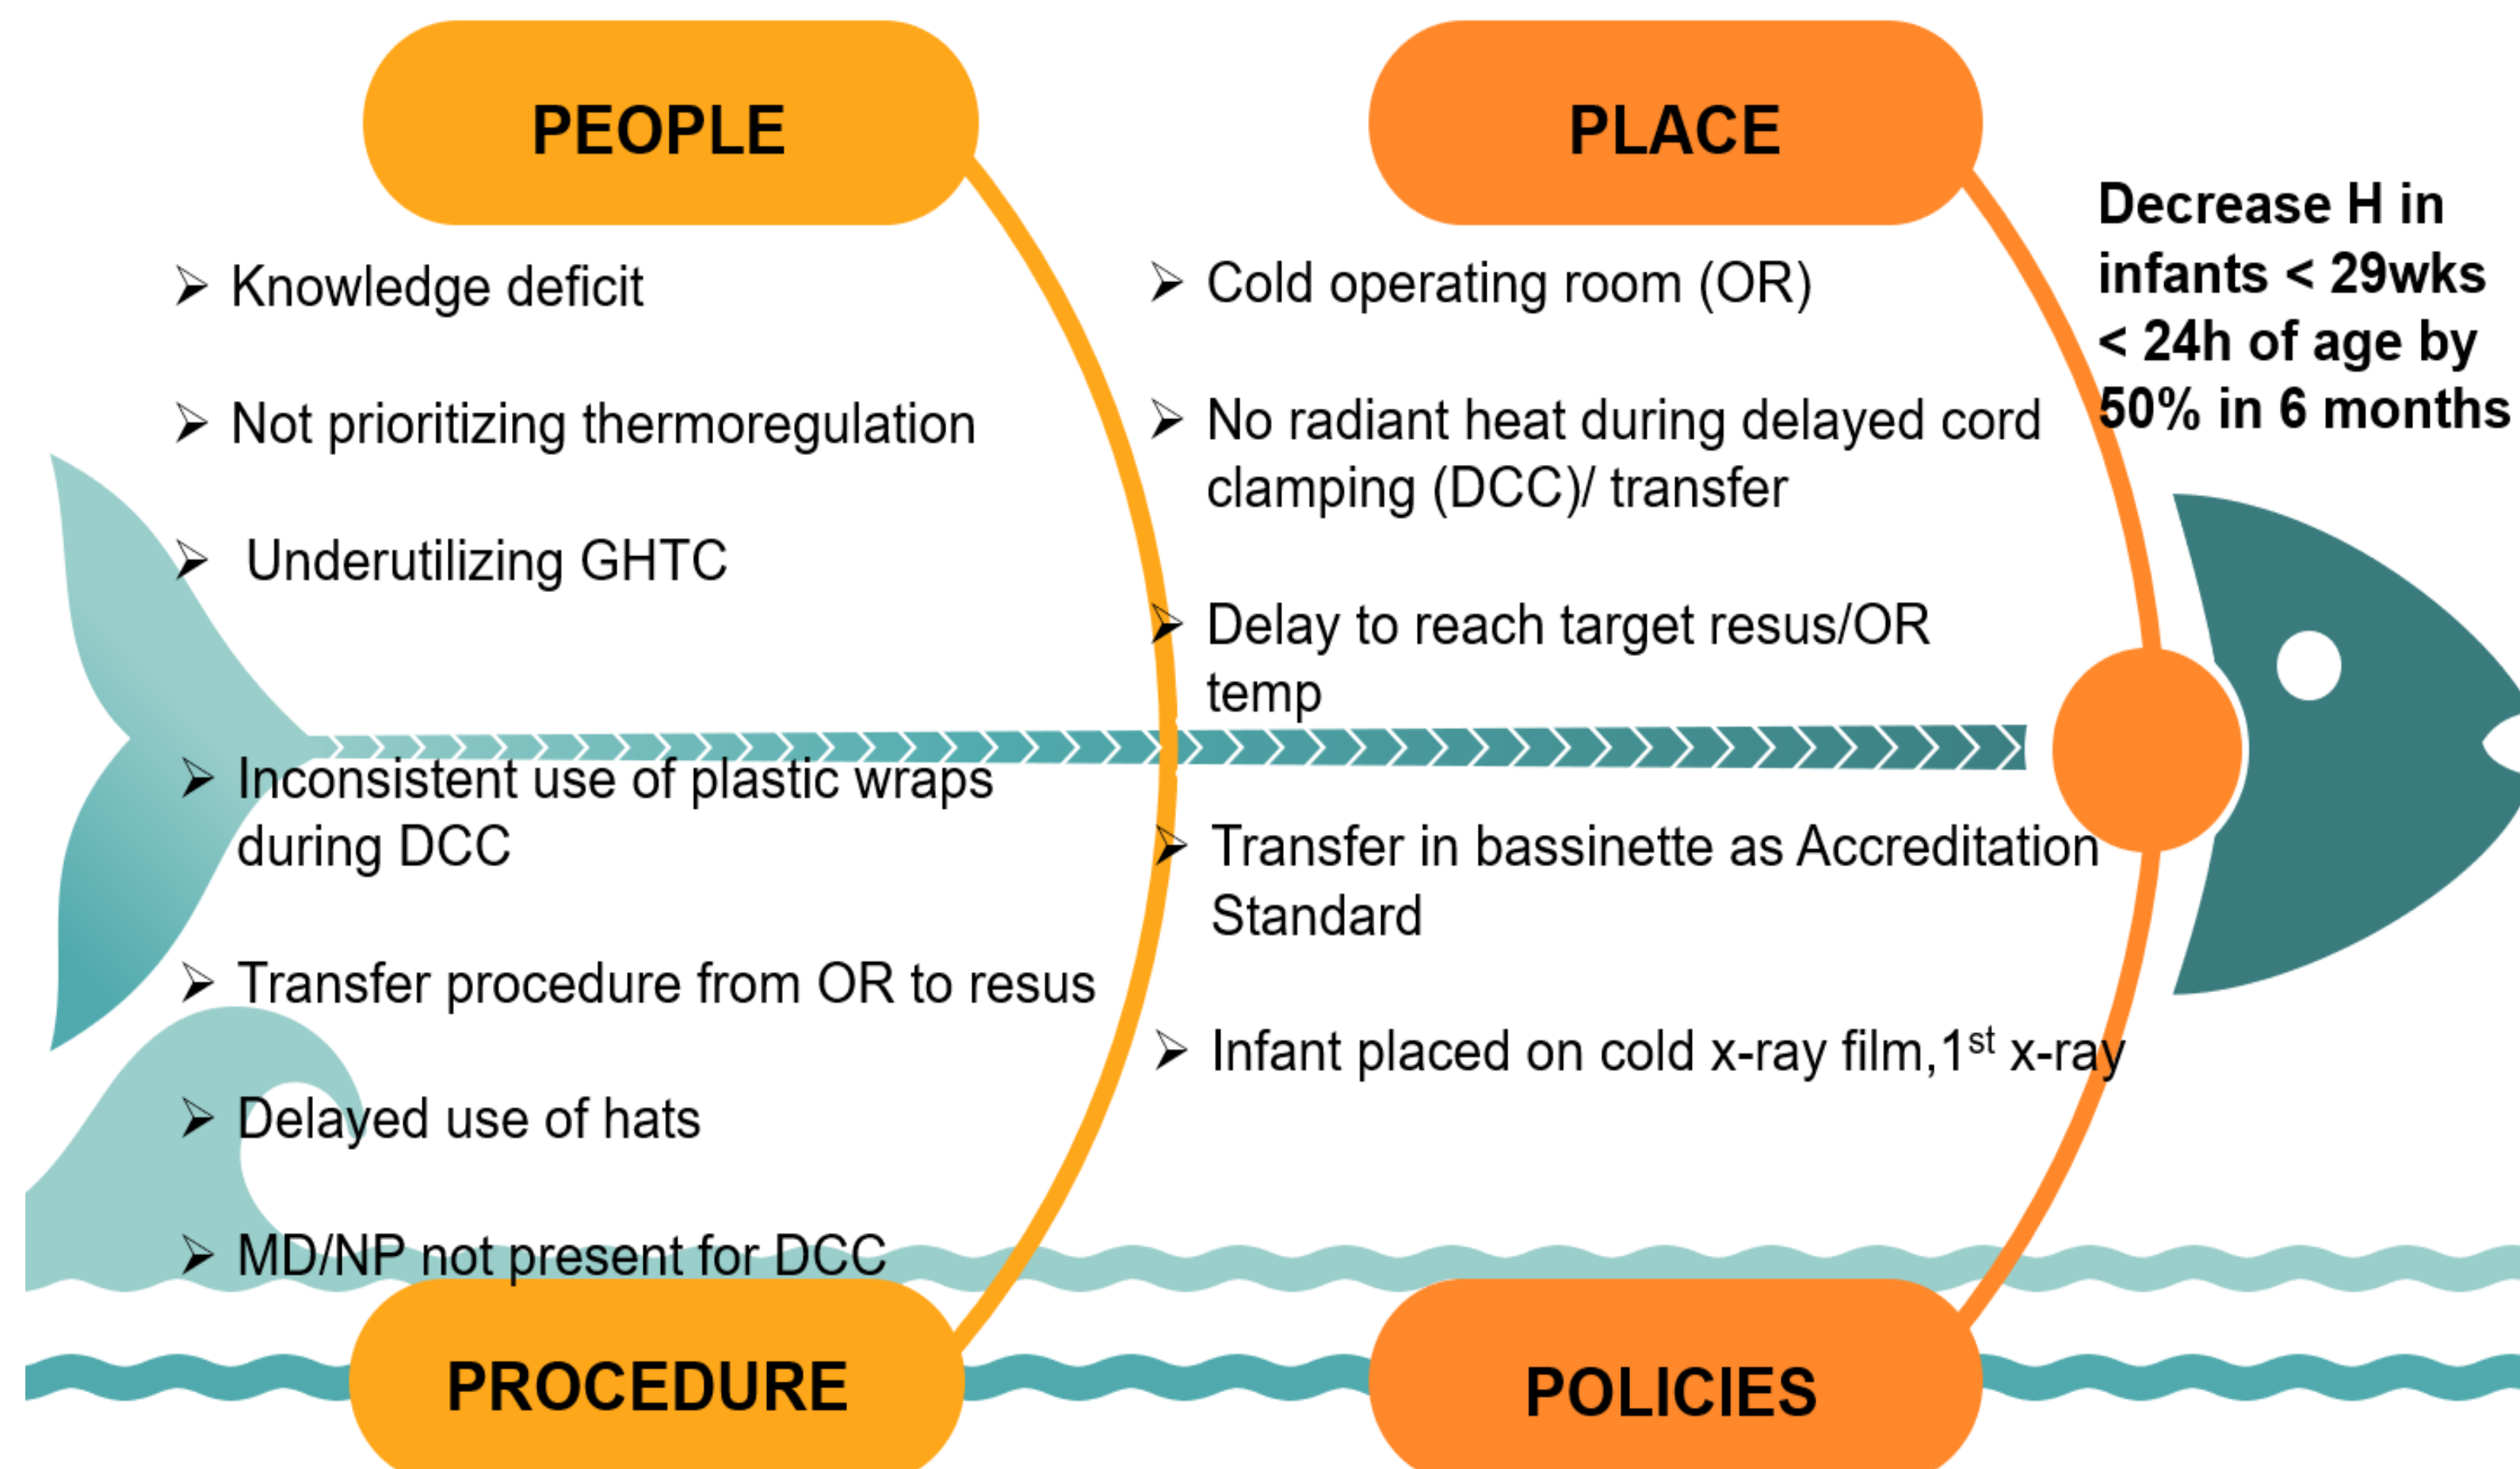 PEOPLE
➢ Knowledge deficit
➢ Not prioritizing thermoregulation
➢ Underutilizing GHTC
PLACE
➢ Cold operating room (OR)
➢ No radiant heat during delayed cord
clamping (DCC)/ transfer
➢ Delay to reach target resus/OR
temp
Decrease H in
infants < 29wks
< 24h of age by
50% in 6 months
➢ Inconsistent use of plastic wraps
during DCC
➢ Transfer procedure from OR to resus
➢ Delayed use of hats
➢ MD/NP not present for DCC
PROCEDURE
➢ Transfer in bassinette as Accreditation
Standard
➢ Infant placed on cold x-ray film,1st x-ray
POLICIES